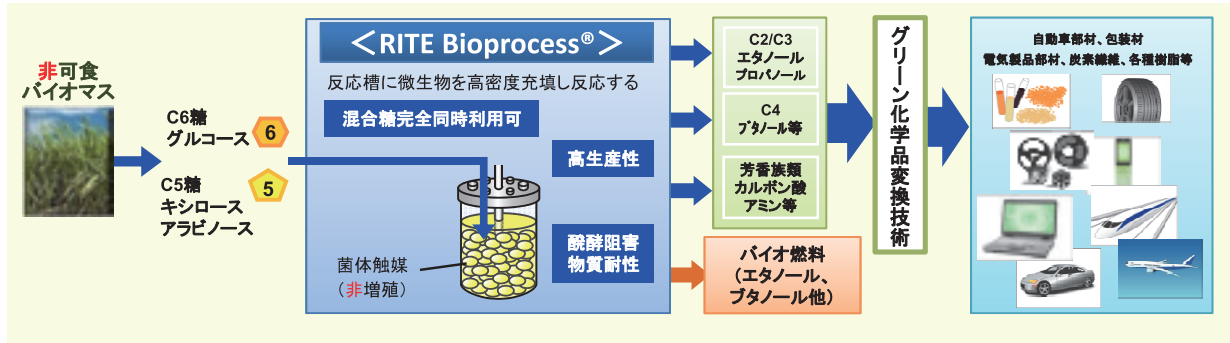 非可食
バイオマス
C6糖
グルコース
6
C5糖
キシロース
アラビノース
5
＜RITE Bioprocess®＞
反応槽に微生物を高密度充填し反応する
混合糖完全同時利用可
高生産性
醗酵阻害
物質耐性
菌体触媒
（非増殖）
C2/C3
エタノール
プロパノール
C4
ブタノール等
芳香族類
カルボン酸
アミン等
バイオ燃料
（エタノール、
ブタノール他）
グリーン化学品変換技術
自動車部材、包装材
電気製品部材、炭素繊維、各種樹脂等